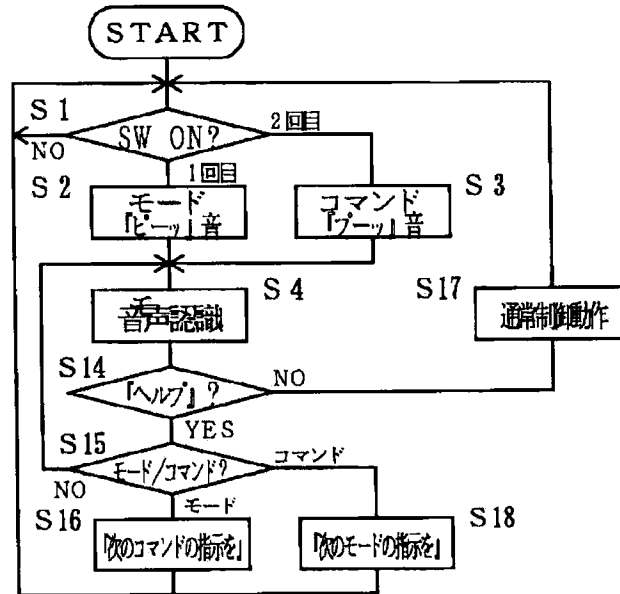 START
S1
SW ON?
2回目
NO
1回目
S2
モード
『ピーッ』音
S3
コマンド
『プーッ』音
S4
音声認識
S17
通常制御動作
S14
『ヘルプ』?
NO
YES
S15
モード/コマンド?
コマンド
NO
モード
S16
『次のコマンドの指示を』
S18
『次のモードの指示を』